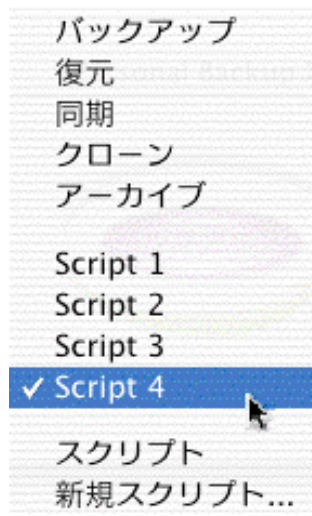 バックアップ
復元
同期
クローン
アーカイブ
Script 1
Script 2
Script 3
✓ Script 4
スクリプト
新規スクリプト...